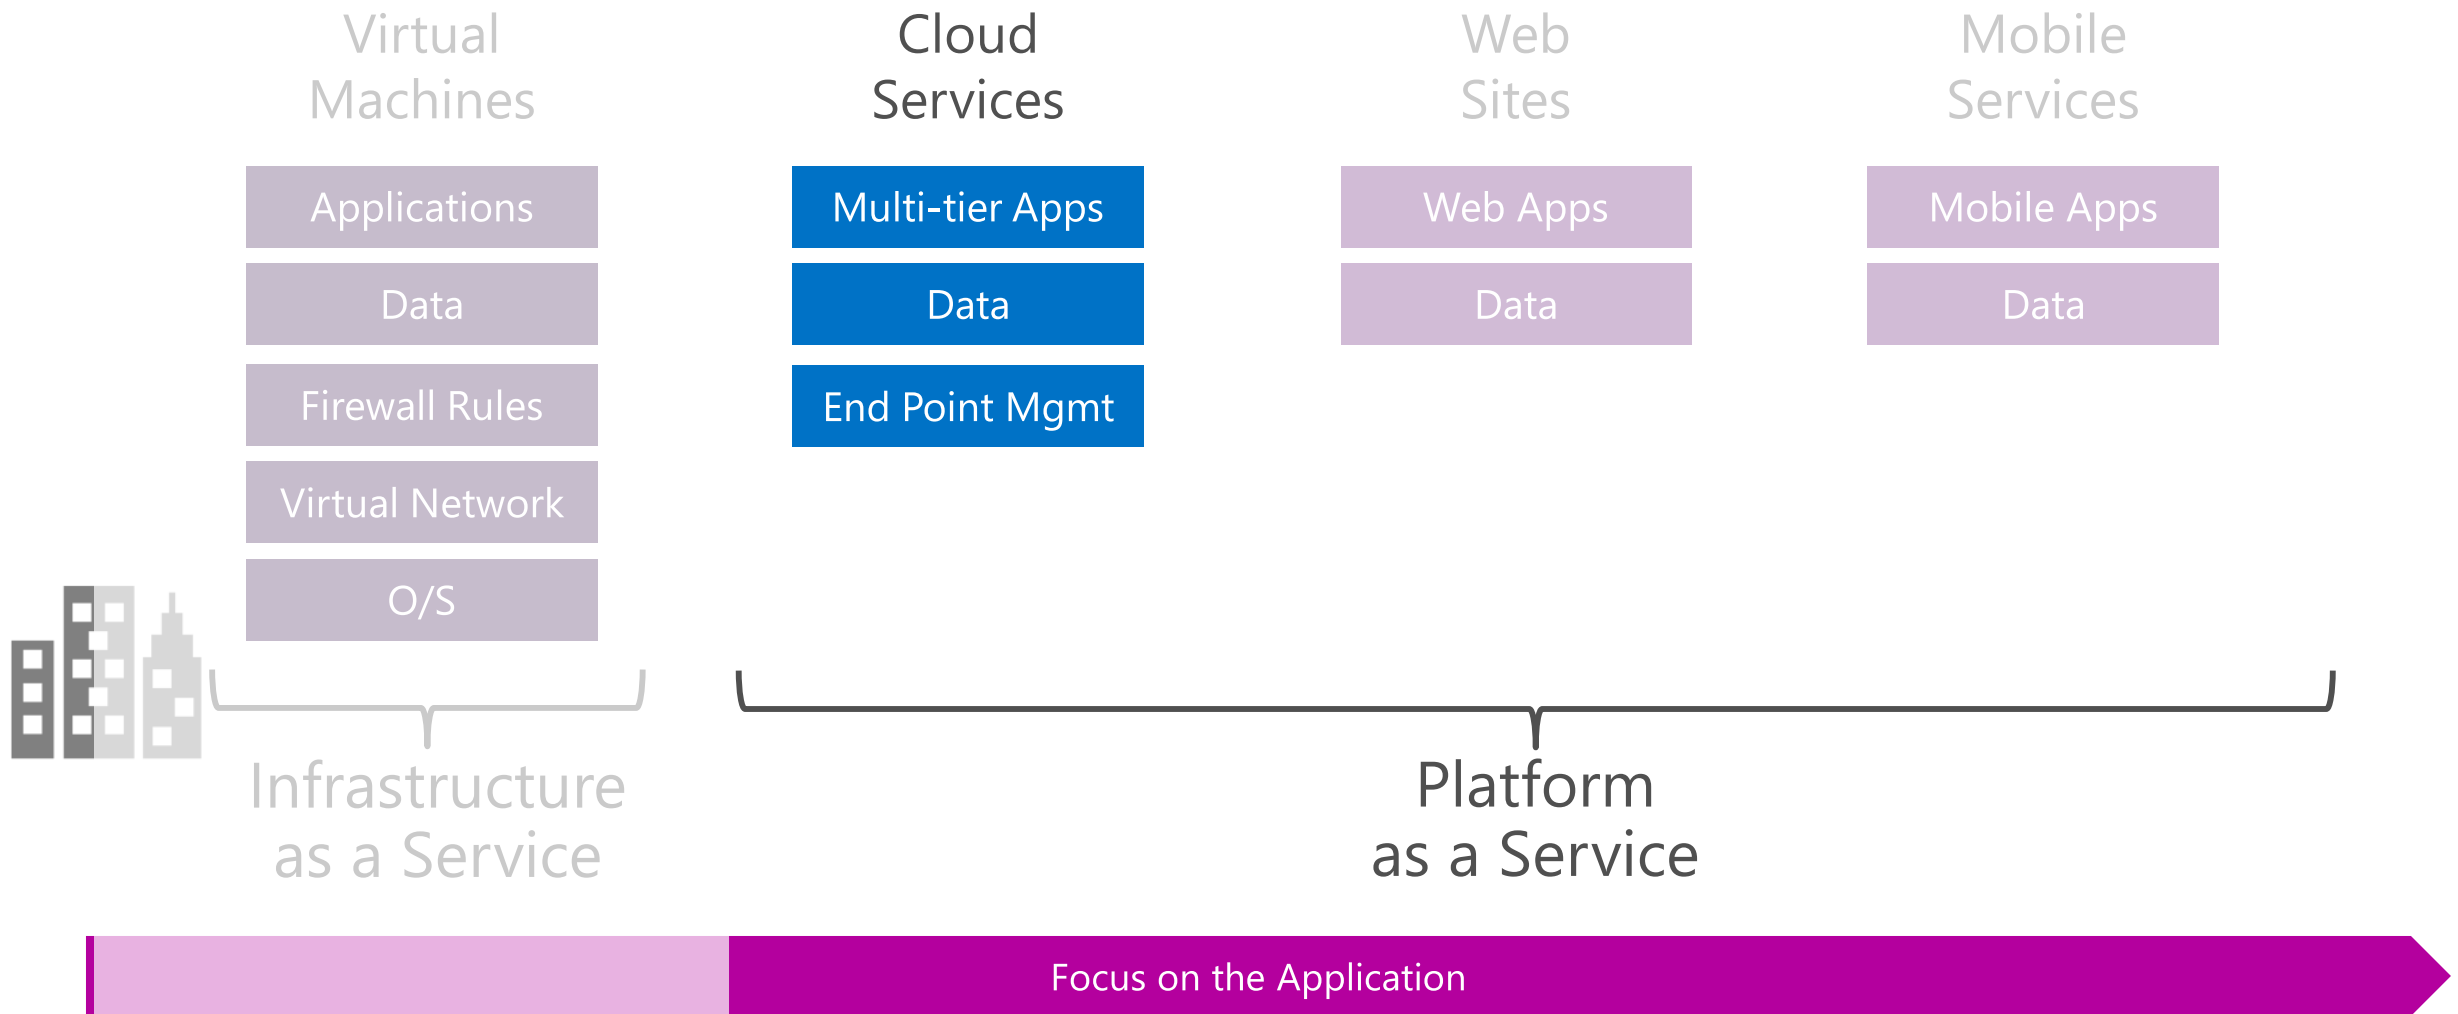 Virtual
Machines
Applications
Data
Firewall Rules
Virtual Network
O/S
Cloud
Services
Multi-tier Apps
Data
End Point Mgmt
Web
Sites
Web Apps
Data
Mobile
Services
Mobile Apps
Data
Infrastructure
as a Service
Platform
as a Service
Focus on the Application